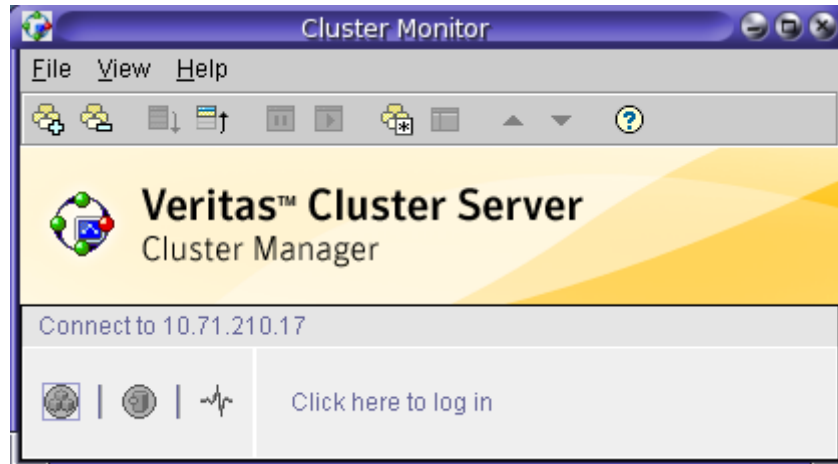 Cluster Monitor
File View Help
Veritas™ Cluster Server
Cluster Manager
Connect to 10.71.210.17
Click here to log in